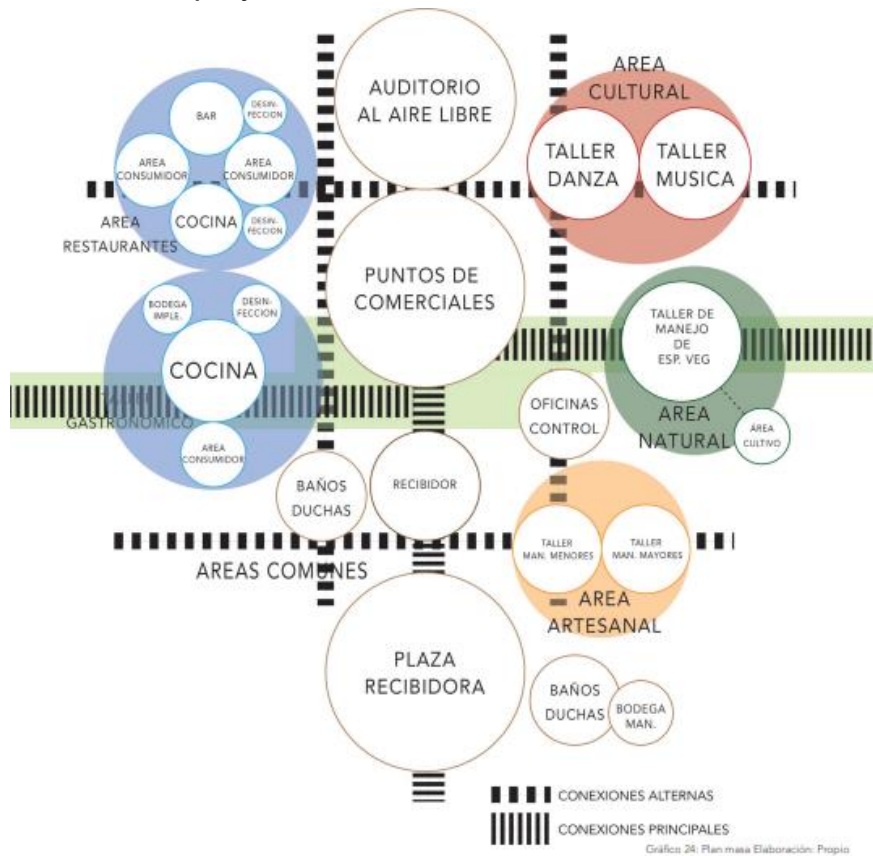 AUDITORIO
AL AIRE LIBRE
AREA
CULTURAL
TALLER
DANZA
TALLER
MUSICA
BAR
DESIN-
FECCION
AREA
CONSUMIDOR
AREA
CONSUMIDOR
COCINA
DESIN-
FECCION
AREA
RESTAURANTES
PUNTOS DE
COMERCIALES
BODEGA
IMPLE.
DESIN-
FECCION
COCINA
GASTRONOMICO
AREA
CONSUMIDOR
TALLER DE
MANEJO
DE
ESP. VEG
AREA
NATURAL
AREA
CULTIVO
OFICINAS
CONTROL
BAÑOS
DUCHAS
RECIBIDOR
AREAS COMUNES
TALLER
MAN. MENORES
TALLER
MAN. MAYORES
AREA
ARTESANAL
PLAZA
RECIBIDORA
BAÑOS
DUCHAS
BODEGA
MAN.
CONEXIONES ALTERNAS
CONEXIONES PRINCIPALES
Gráfico 24: Plan masa Elaboración: Propio